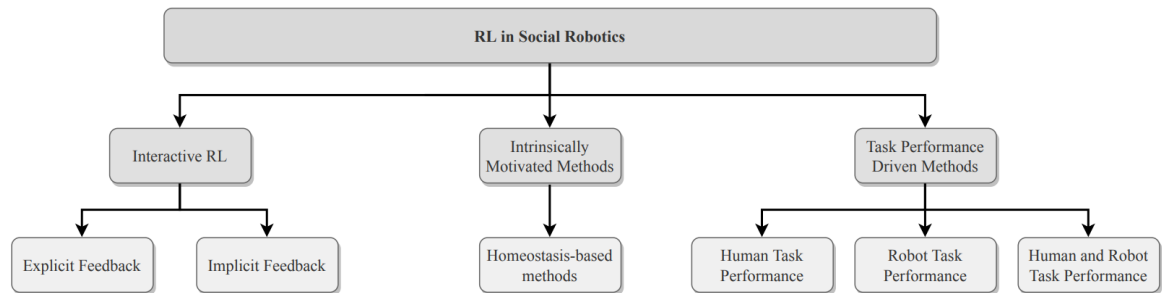 RL in Social Robotics
Interactive RL
Intrinsically
Motivated Methods
Task Performance
Driven Methods
Explicit Feedback
Implicit Feedback
Homeostasis-based
methods
Human Task
Performance
Robot Task
Performance
Human and Robot
Task Performance